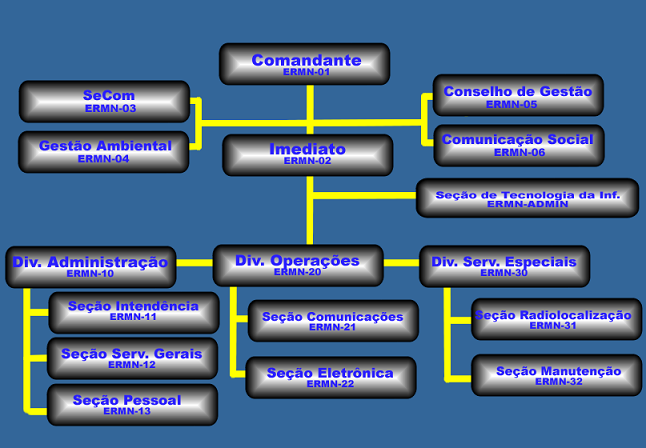 Comandante
ERMN-01
SeCom
ERMN-03
Conselho de Gestão
ERMN-05
Gestão Ambiental
ERMN-04
Imediato
ERMN-02
Comunicação Social
ERMN-06
Seção de Tecnologia da Inf.
ERMN-ADMIN
Div. Administração
ERMN-10
Div. Operações
ERMN-20
Div. Serv. Especiais
ERMN-30
Seção Intendência
ERMN-11
Seção Comunicações
ERMN-21
Seção Radiolocalização
ERMN-31
Seção Serv. Gerais
ERMN-12
Seção Eletrônica
ERMN-22
Seção Manutenção
ERMN-32
Seção Pessoal
ERMN-13